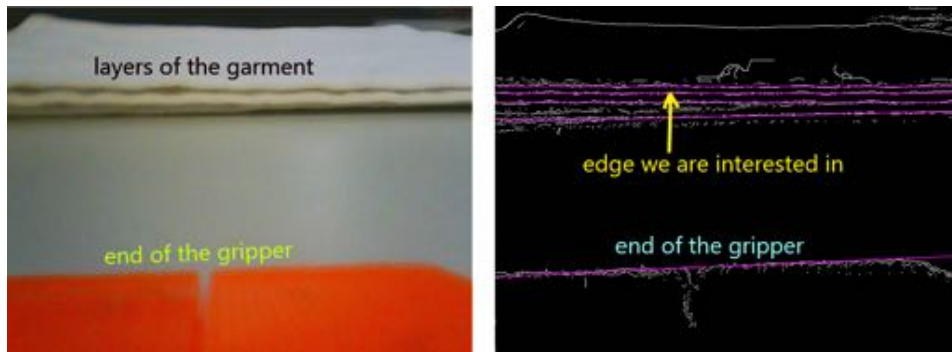 layers of the garment
end of the gripper
edge we are interested in
end of the gripper